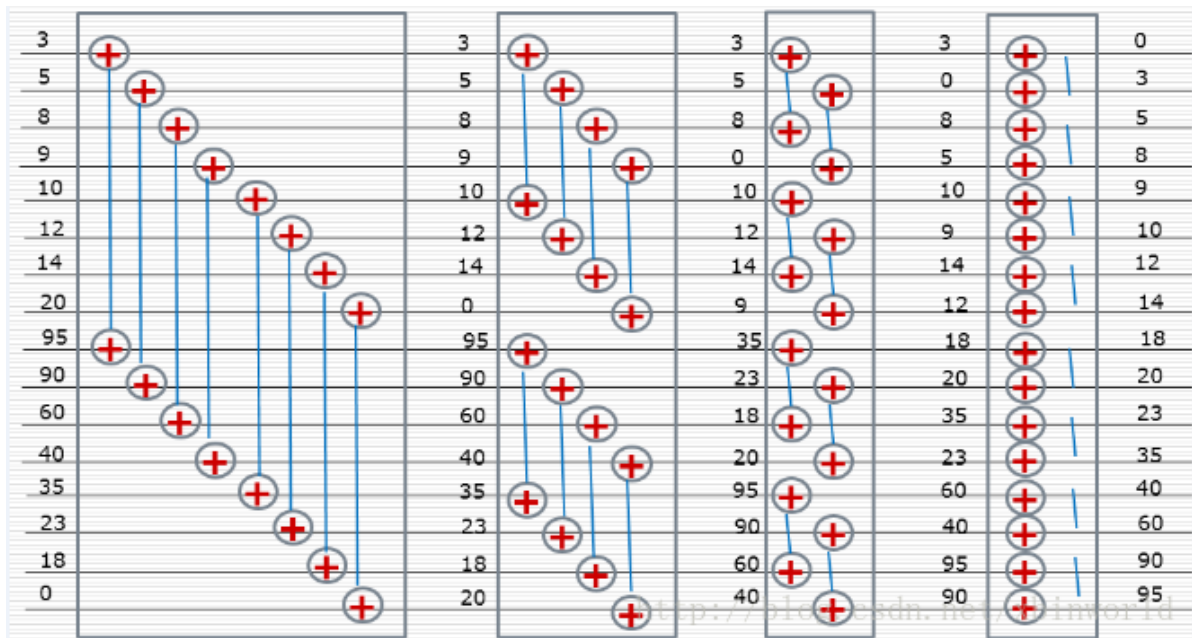 3 3 3 3 0
5 5 5 0 3
8 8 8 8 5
9 9 0 5 8
10 10 10 10 9
12 12 12 9 10
14 14 14 14 12
20 0 9 12 14
95 95 35 18 18
90 90 23 20 20
60 60 18 35 23
40 40 20 23 35
35 35 95 60 40
23 23 90 40 60
18 18 60 95 90
0 20 40 90 95